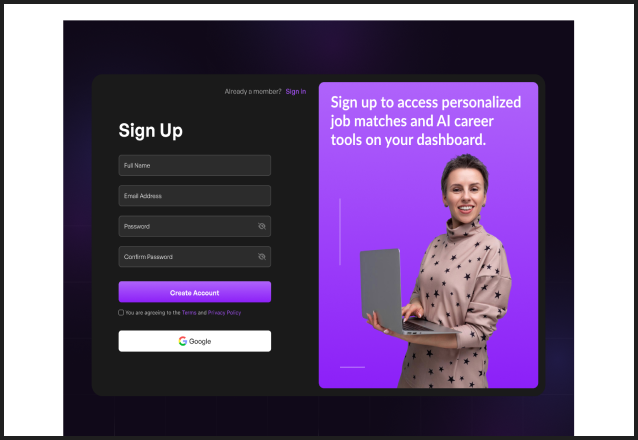 Already a member? Sign in
Sign Up
Full Name
Email Address
Password
Confirm Password
Create Account
You are agreeing to the Terms and Privacy Policy
Google
Sign up to access personalized
job matches and AI career
tools on your dashboard.